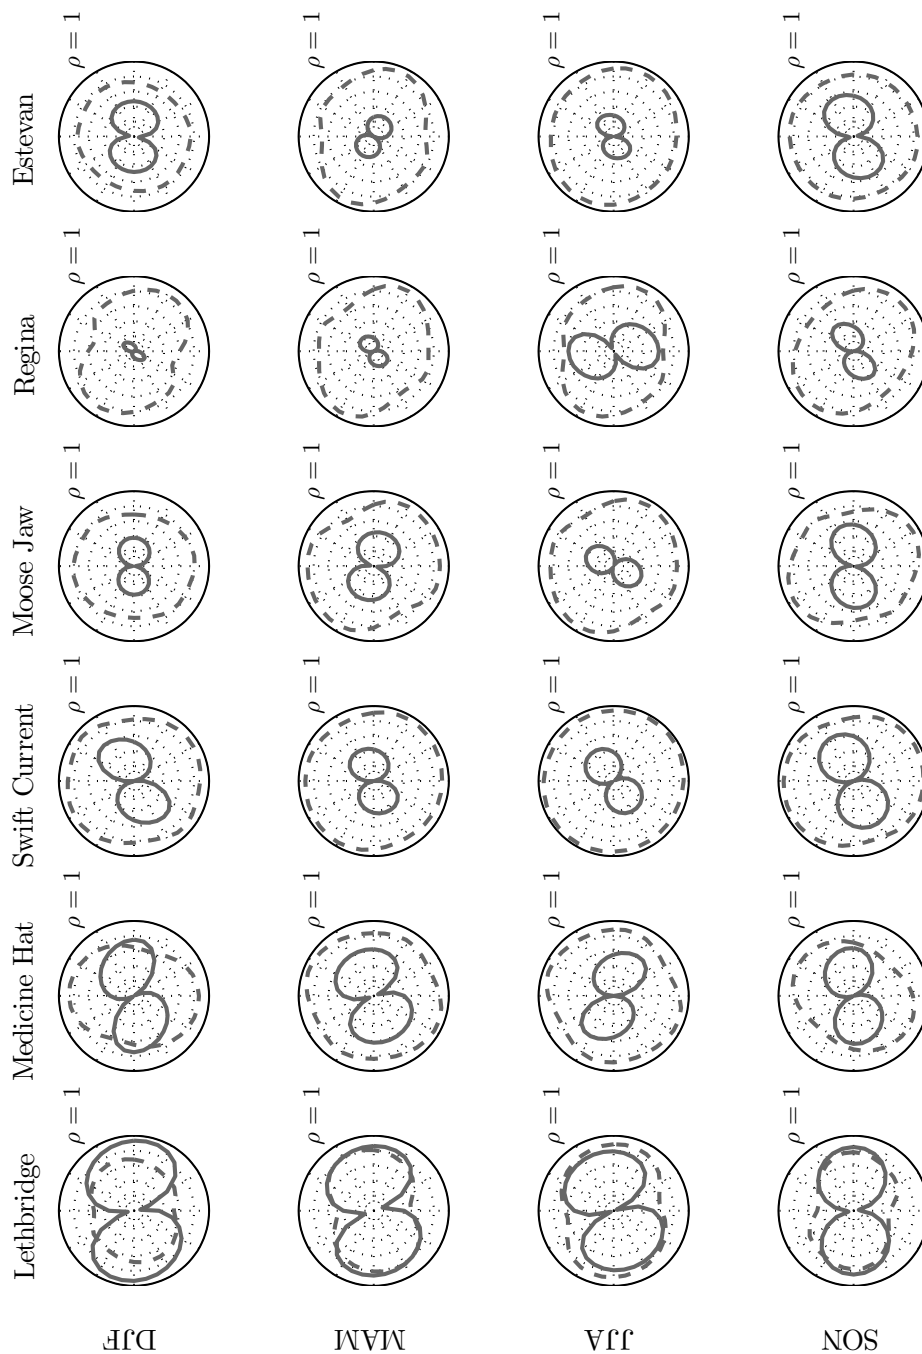 Lethbridge Medicine Hat Swift Current Moose Jaw Regina Estevan
DJF
ρ = 1 ρ = 1 ρ = 1 ρ = 1 ρ = 1 ρ = 1
MAM
ρ = 1 ρ = 1 ρ = 1 ρ = 1 ρ = 1 ρ = 1
JJA
ρ = 1 ρ = 1 ρ = 1 ρ = 1 ρ = 1 ρ = 1
SON
ρ = 1 ρ = 1 ρ = 1 ρ = 1 ρ = 1 ρ = 1